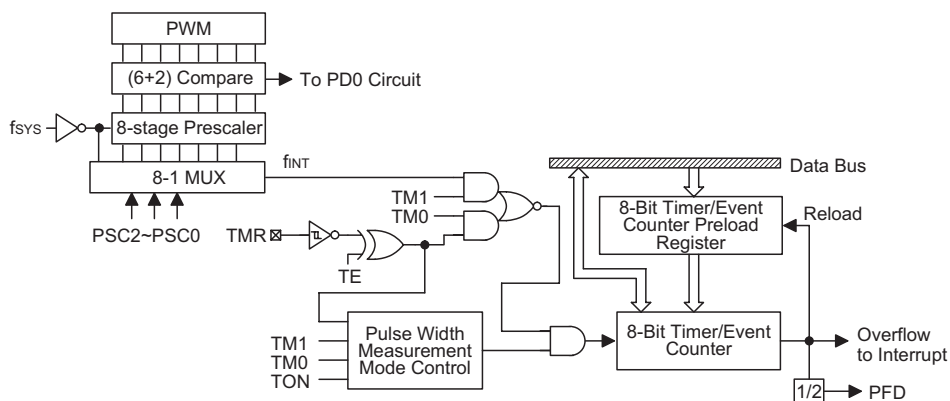 PWM
(6+2) Compare
To PD0 Circuit
fSYS
8-stage Prescaler
8-1 MUX
fINT
PSC2~PSC0
TM1
TM0
TMR
TE
Data Bus
8-Bit Timer/Event
Counter Preload
Register
Reload
TM1
TM0
TON
Pulse Width
Measurement
Mode Control
8-Bit Timer/Event
Counter
Overflow
to Interrupt
1/2
PFD